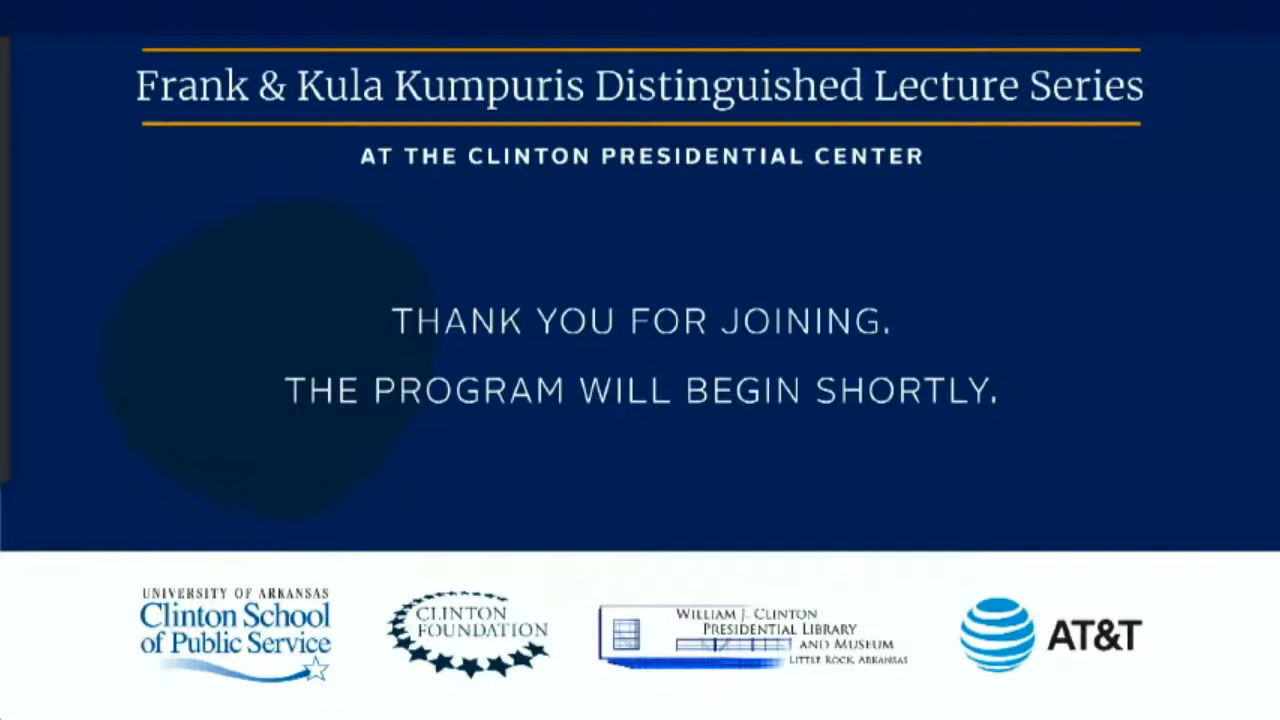 Frank & Kula Kumpuris Distinguished Lecture Series
AT THE CLINTON PRESIDENTIAL CENTER
THANK YOU FOR JOINING.
THE PROGRAM WILL BEGIN SHORTLY.
UNIVERSITY OF ARKANSAS
Clinton School
of Public Service
CLINTON
FOUNDATION
WILLIAM J. CLINTON
PRESIDENTIAL LIBRARY
AND MUSEUM
LITTLE ROCK, ARKANSAS
AT&T